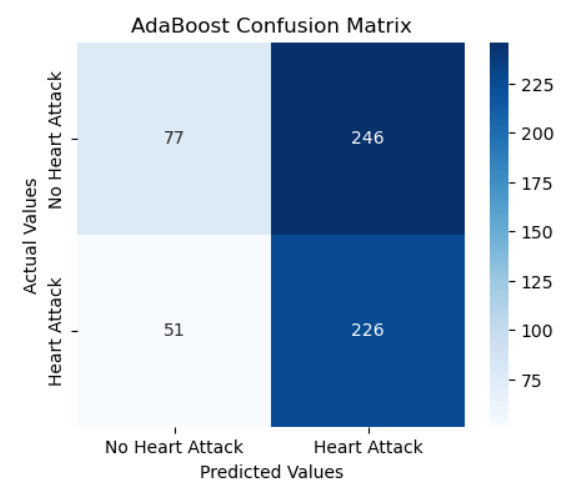 AdaBoost Confusion Matrix
Actual Values
No Heart Attack
Heart Attack
77
246
51
226
No Heart Attack
Heart Attack
Predicted Values
225
200
175
150
125
100
75